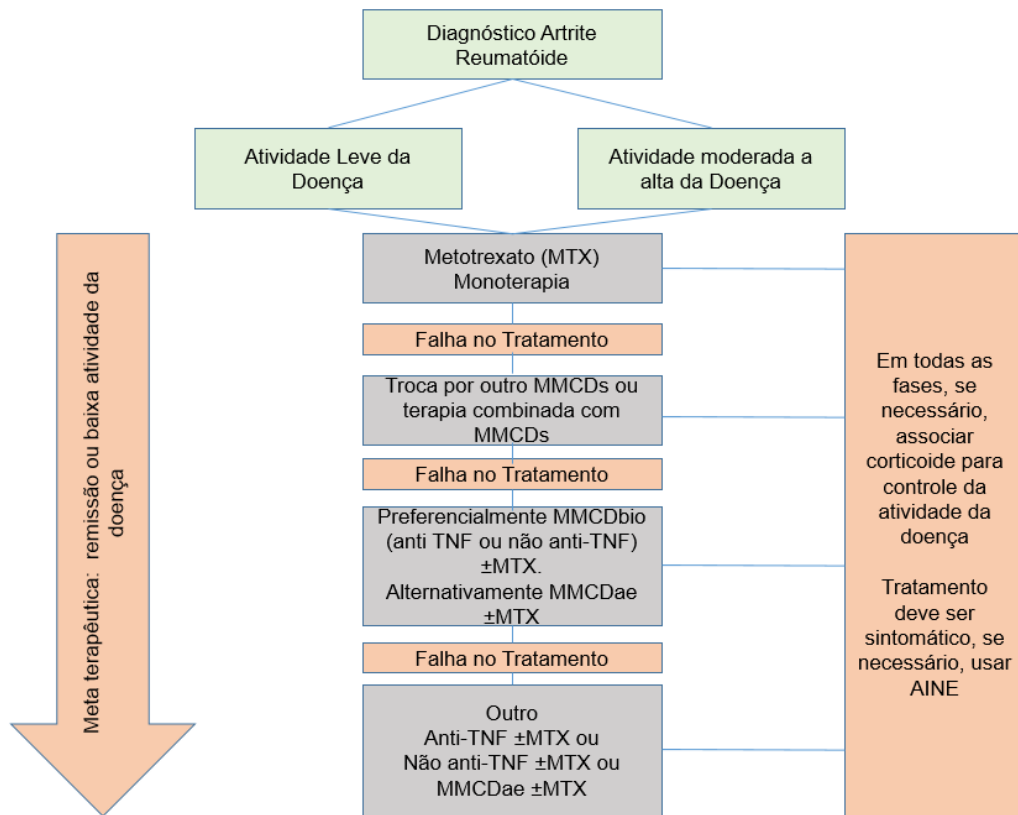 Diagnóstico Artrite
Reumatóide
Atividade Leve da
Doença
Atividade moderada a
alta da Doença
Meta terapêutica: remissão ou baixa atividade da
doença
Metotrexato (MTX)
Monoterapia
Falha no Tratamento
Troca por outro MMCDs ou
terapia combinada com
MMCDs
Falha no Tratamento
Preferencialmente MMCDbio
(anti TNF ou não anti-TNF)
±MTX.
Alternativamente MMCDae
±MTX
Falha no Tratamento
Outro
Anti-TNF ±MTX ou
Não anti-TNF ±MTX ou
MMCDae ±MTX
Em todas as
fases, se
necessário,
associar
corticoide para
controle da
atividade da
doença
Tratamento
deve ser
sintomático, se
necessário, usar
AINE